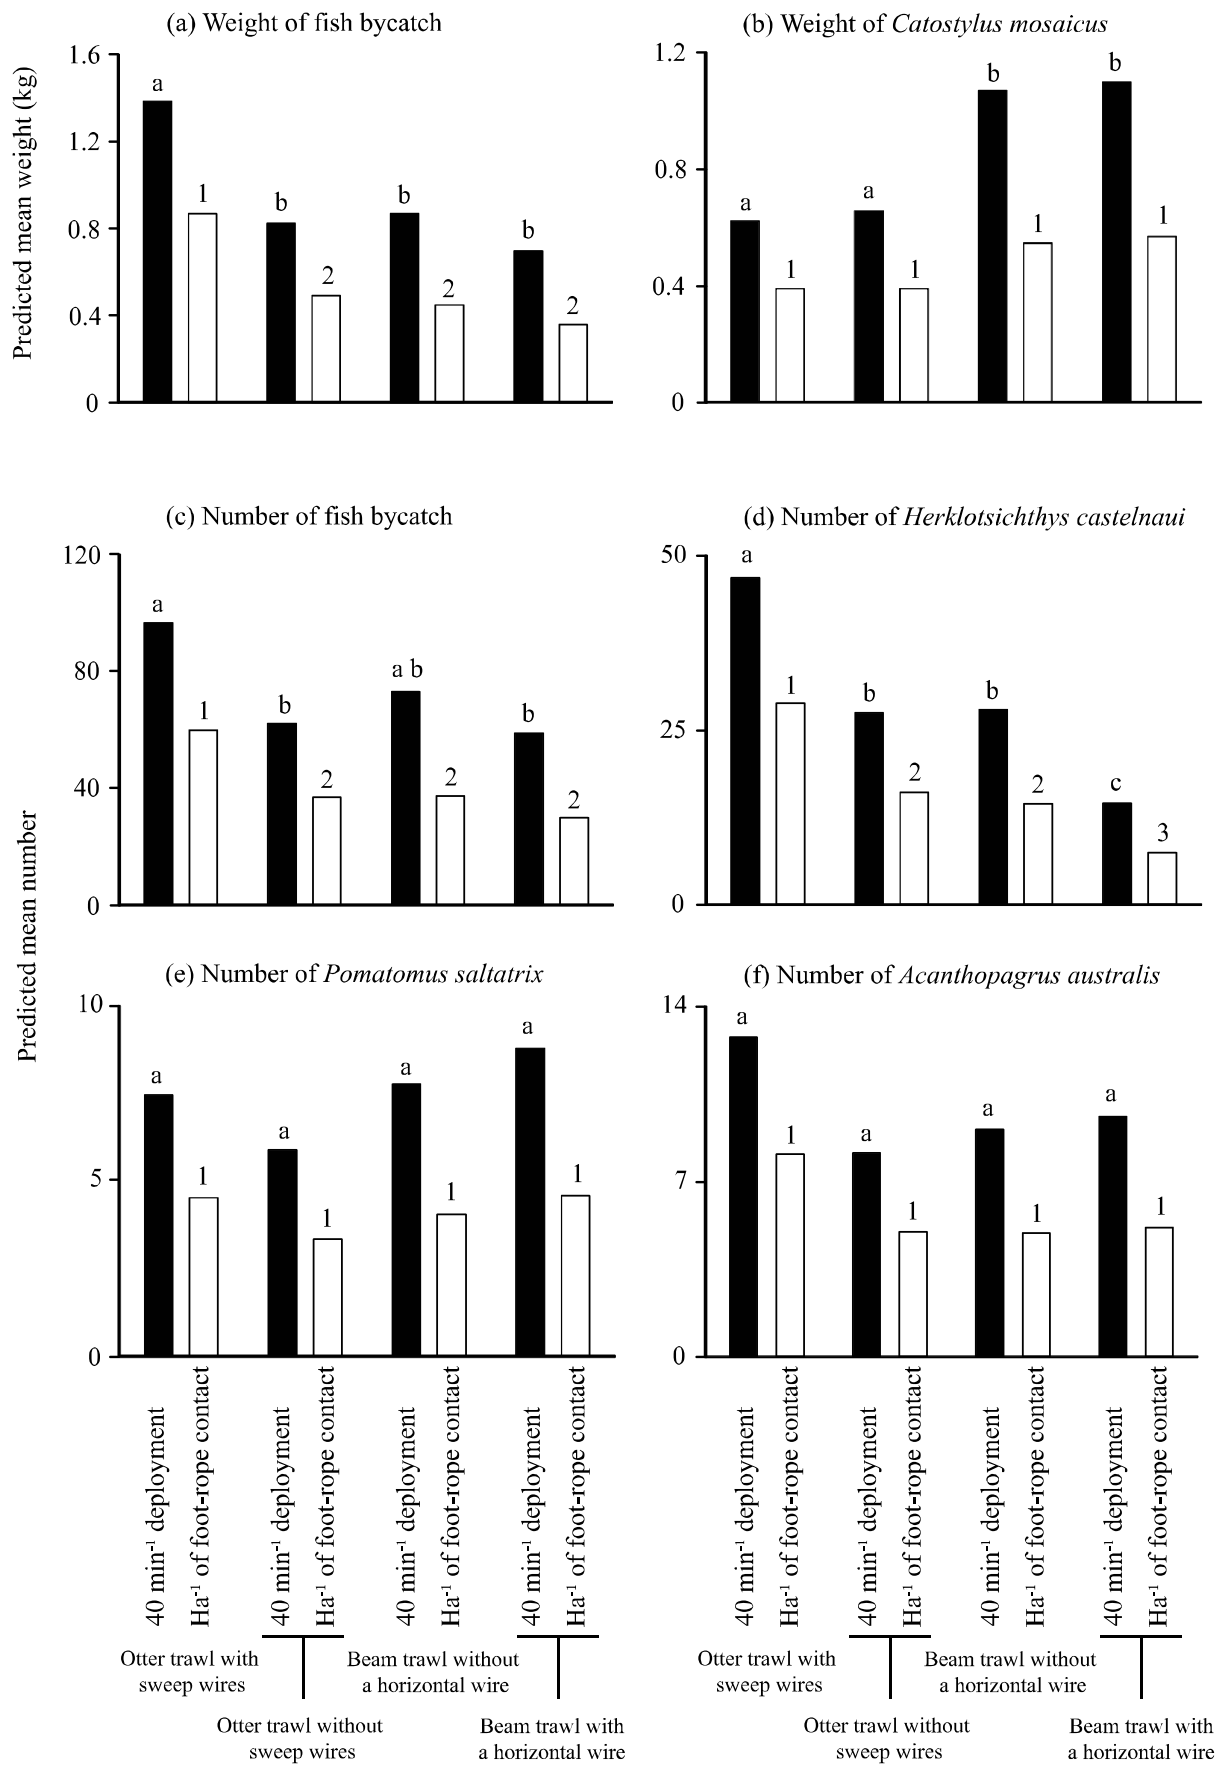 (a) Weight of fish bycatch
Predicted mean weight (kg)
1.6
1.2
0.8
0.4
0
a
1
b
2
b
2
b
2
(b) Weight of Catostylus mosaicus
1.2
0.8
0.4
0
a
1
a
1
b
1
b
1
(c) Number of fish bycatch
Predicted mean number
120
80
40
0
a
1
b
2
a b
2
b
2
(d) Number of Herklotsichthys castelnaui
50
25
0
a
1
b
2
b
2
c
3
(e) Number of Pomatomus saltatrix
10
5
0
a
1
a
1
a
1
a
1
(f) Number of Acanthopagrus australis
14
7
0
a
1
a
1
a
1
a
1
40 min⁻¹ deployment
Ha⁻¹ of foot-rope contact
40 min⁻¹ deployment
Ha⁻¹ of foot-rope contact
40 min⁻¹ deployment
Ha⁻¹ of foot-rope contact
40 min⁻¹ deployment
Ha⁻¹ of foot-rope contact
Otter trawl with
sweep wires
Otter trawl without
sweep wires
Beam trawl without
a horizontal wire
Beam trawl with
a horizontal wire
40 min⁻¹ deployment
Ha⁻¹ of foot-rope contact
40 min⁻¹ deployment
Ha⁻¹ of foot-rope contact
40 min⁻¹ deployment
Ha⁻¹ of foot-rope contact
40 min⁻¹ deployment
Ha⁻¹ of foot-rope contact
Otter trawl with
sweep wires
Otter trawl without
sweep wires
Beam trawl without
a horizontal wire
Beam trawl with
a horizontal wire